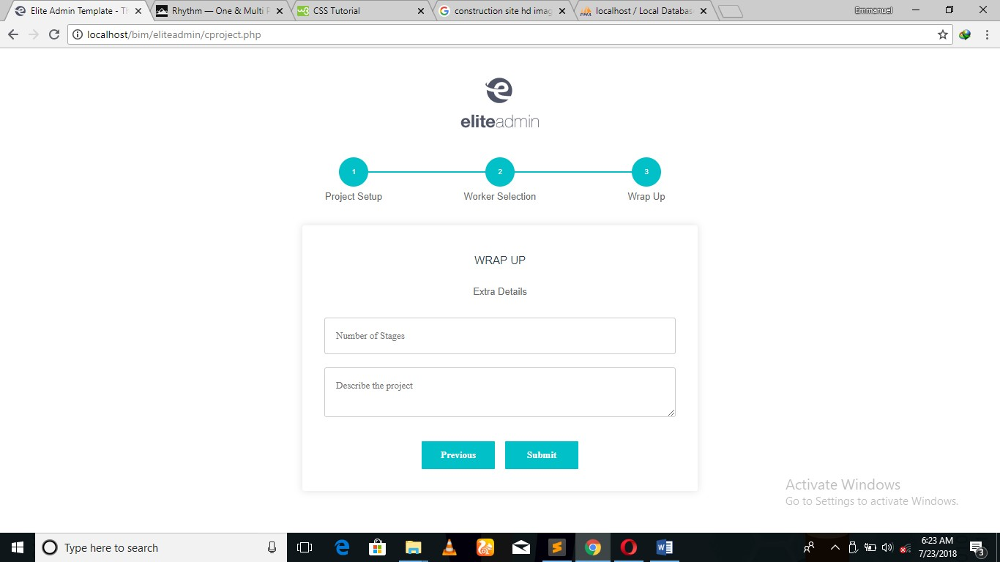 Elite Admin Template - Th
Rhythm — One & Multi P
CSS Tutorial
construction site hd imag
localhost / Local Databas
Emmanuel
localhost/bim/eliteadmin/cproject.php
eliteadmin
1
2
3
Project Setup
Worker Selection
Wrap Up
WRAP UP
Extra Details
Number of Stages
Describe the project
Previous
Submit
Activate Windows
Go to Settings to activate Windows.
Type here to search
6:23 AM
7/23/2018
3